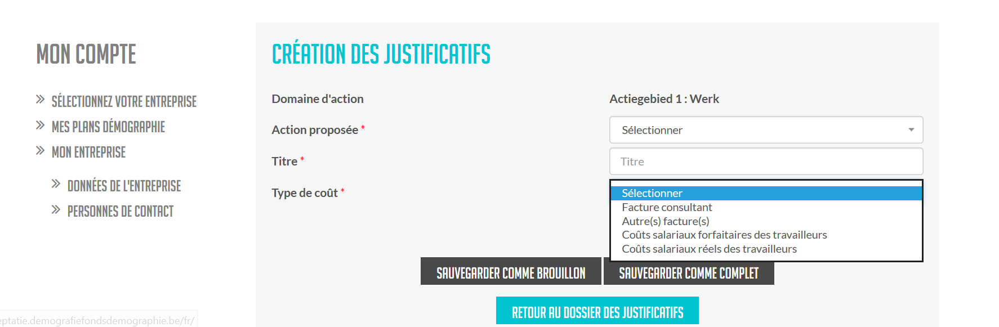 MON COMPTE
SÉLECTIONNEZ VOTRE ENTREPRISE
MES PLANS DÉMOGRAPHIE
MON ENTREPRISE
DONNÉES DE L'ENTREPRISE
PERSONNES DE CONTACT
CRÉATION DES JUSTIFICATIFS
Domaine d'action Actiegebied 1 : Werk
Action proposée * Sélectionner
Titre * Titre
Type de coût * Sélectionner
Facture consultant
Autre(s) facture(s)
Coûts salariaux forfaitaires des travailleurs
Coûts salariaux réels des travailleurs
SAUVEGARDER COMME BROUILLON SAUVEGARDER COMME COMPLET
RETOUR AU DOSSIER DES JUSTIFICATIFS
eptatie.demografiefondsdemographie.be/fr/